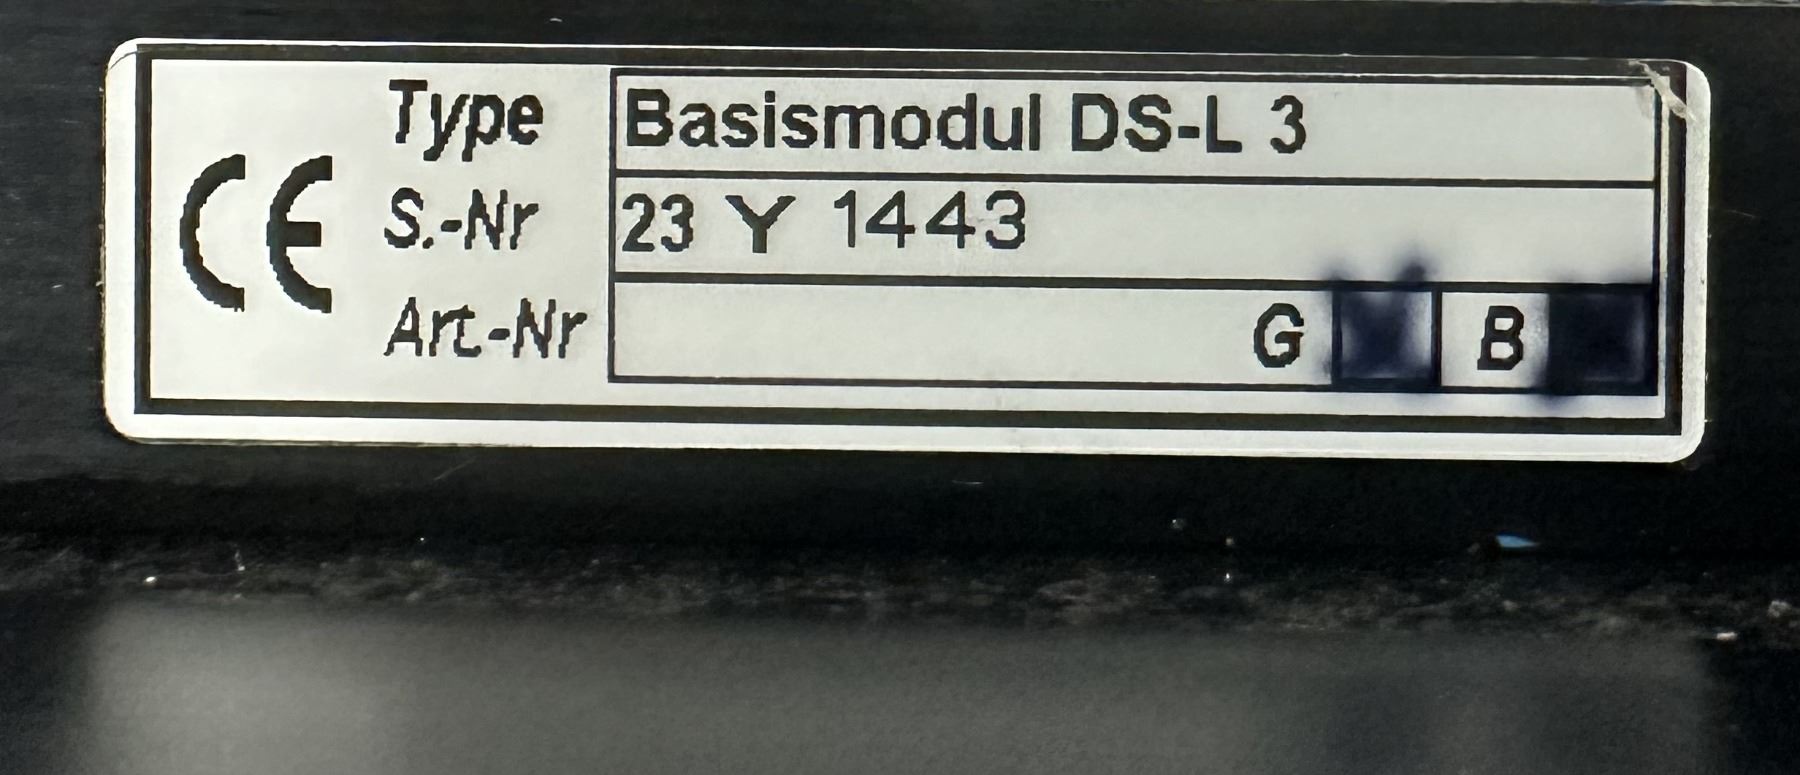 CE
Type Basismodul DS-L 3
S.-Nr 23 Y 1443
Art.-Nr G B